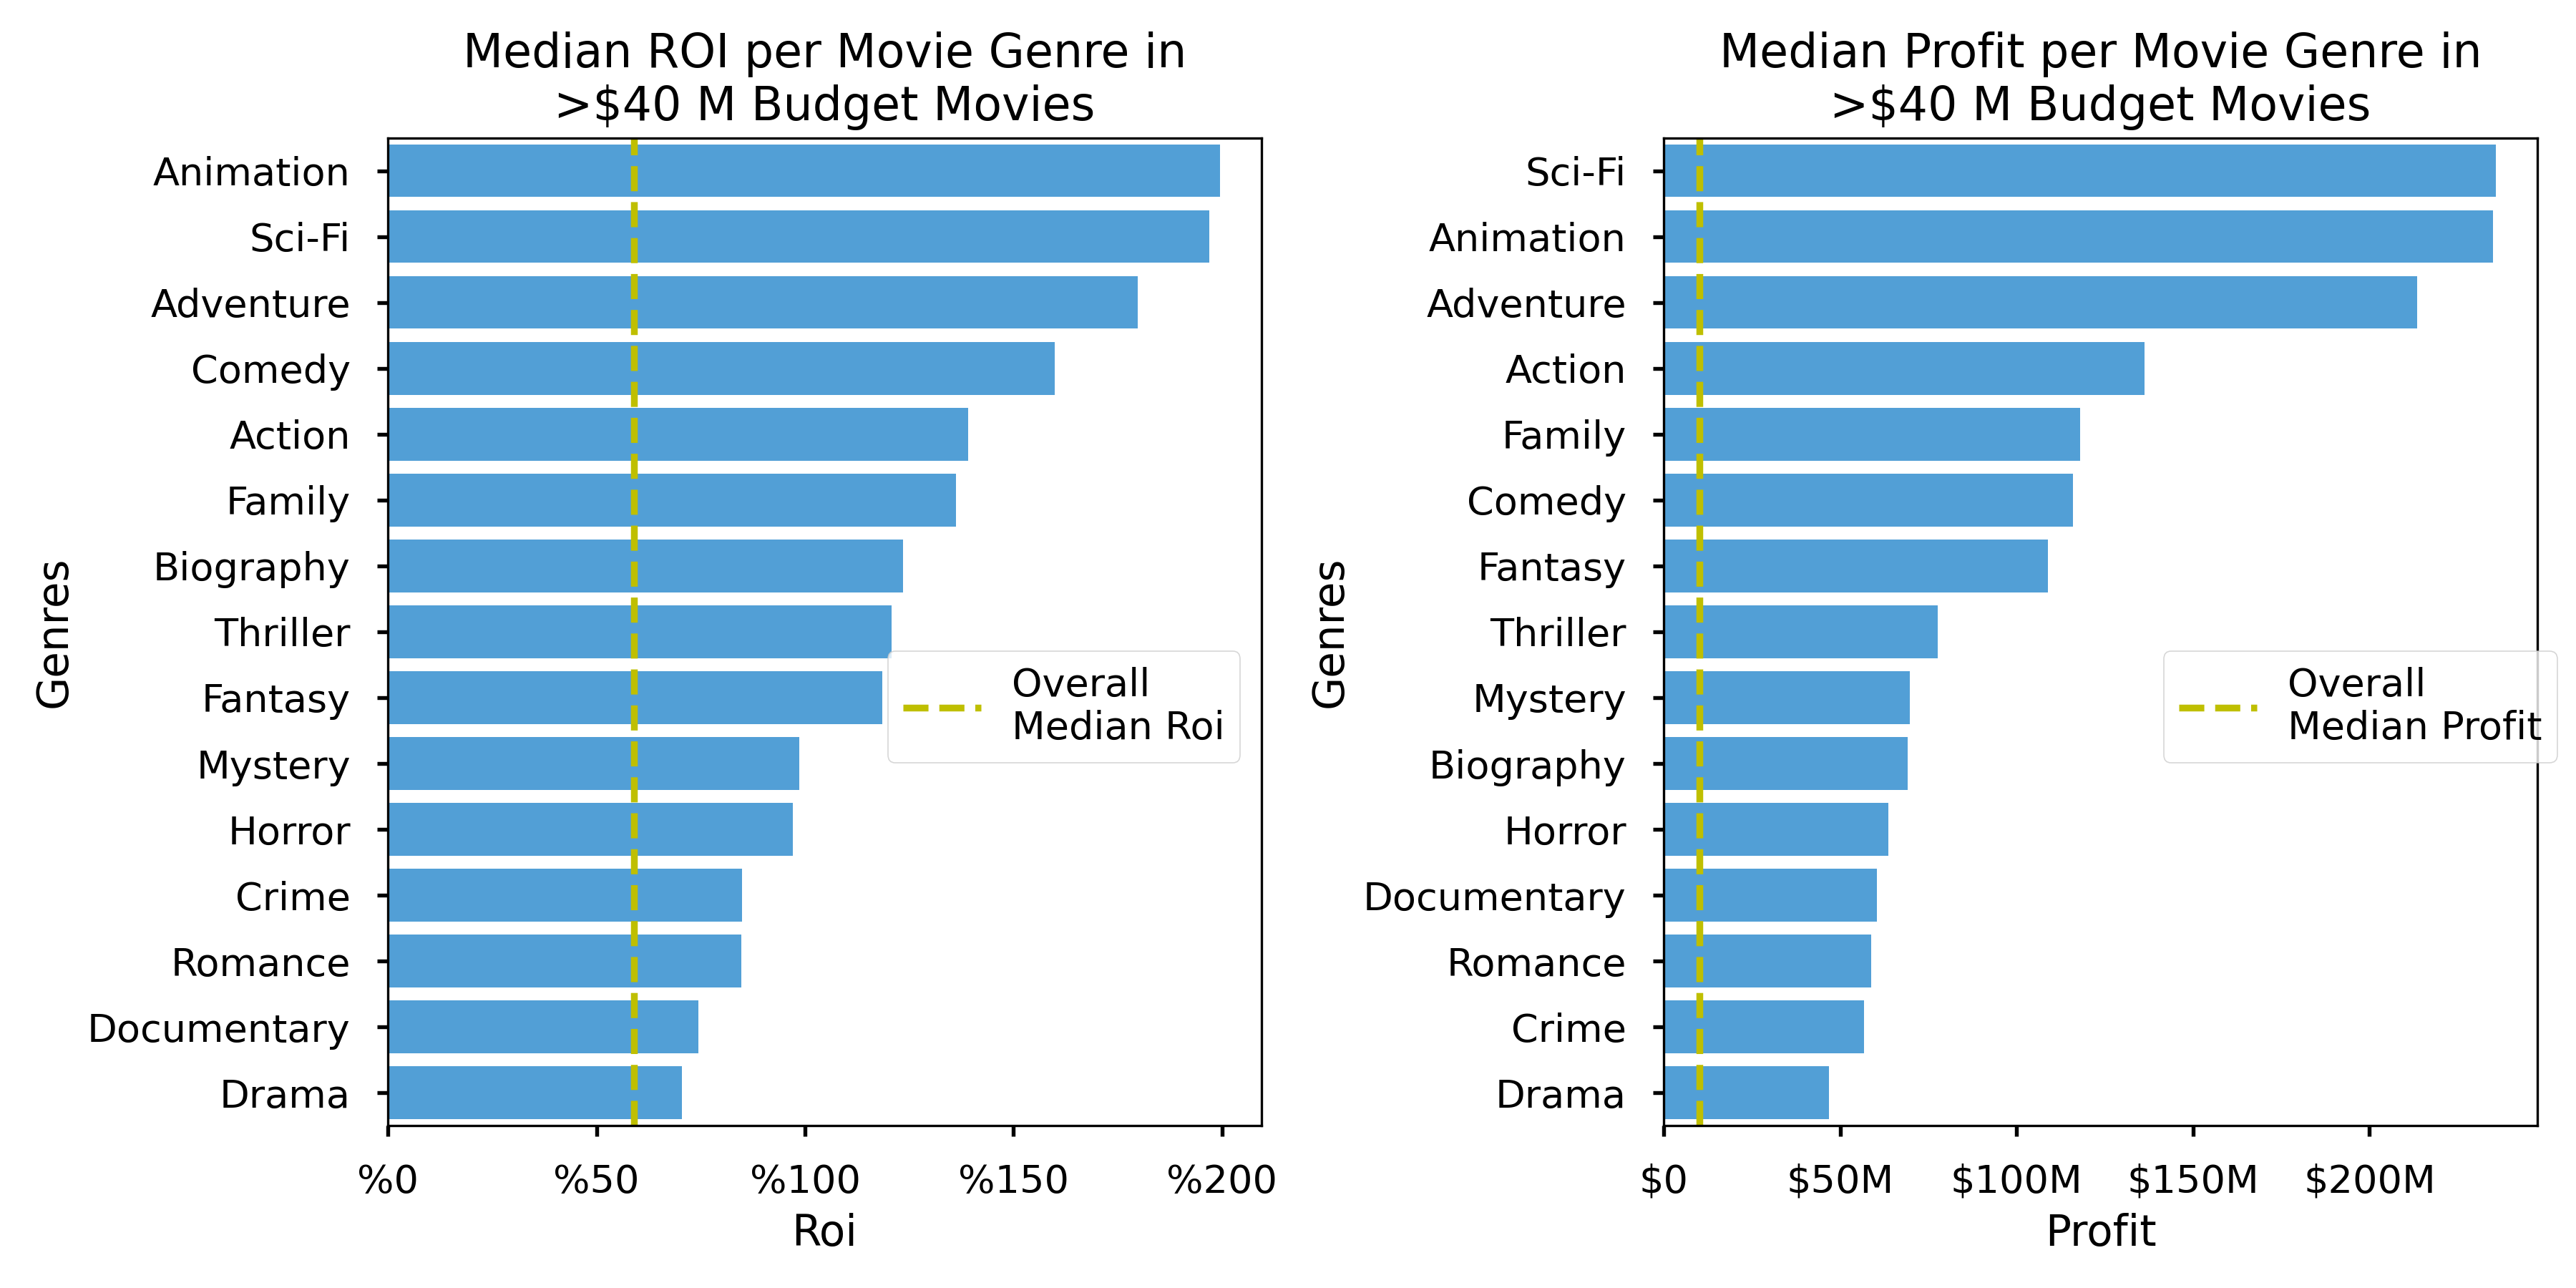 Median ROI per Movie Genre in
>$40 M Budget Movies
Genres
Animation
Sci-Fi
Adventure
Comedy
Action
Family
Biography
Thriller
Fantasy
Mystery
Horror
Crime
Romance
Documentary
Drama
Overall
Median Roi
%0
%50
%100
%150
%200
Roi
Median Profit per Movie Genre in
>$40 M Budget Movies
Genres
Sci-Fi
Animation
Adventure
Action
Family
Comedy
Fantasy
Thriller
Mystery
Biography
Horror
Documentary
Romance
Crime
Drama
Overall
Median Profit
$0
$50M
$100M
$150M
$200M
Profit